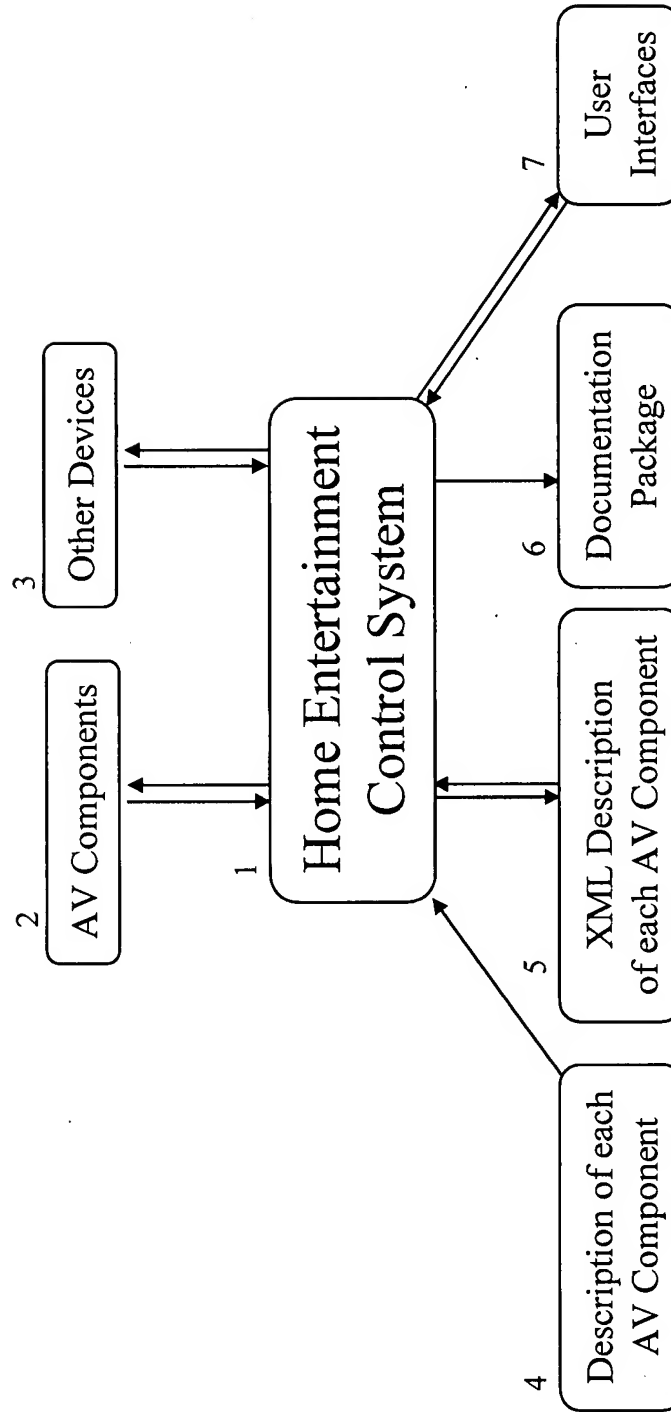 2
AV Components
3
Other Devices
1
Home Entertainment
Control System
4
Description of each
AV Component
5
XML Description
of each AV Component
6
Documentation
Package
7
User
Interfaces